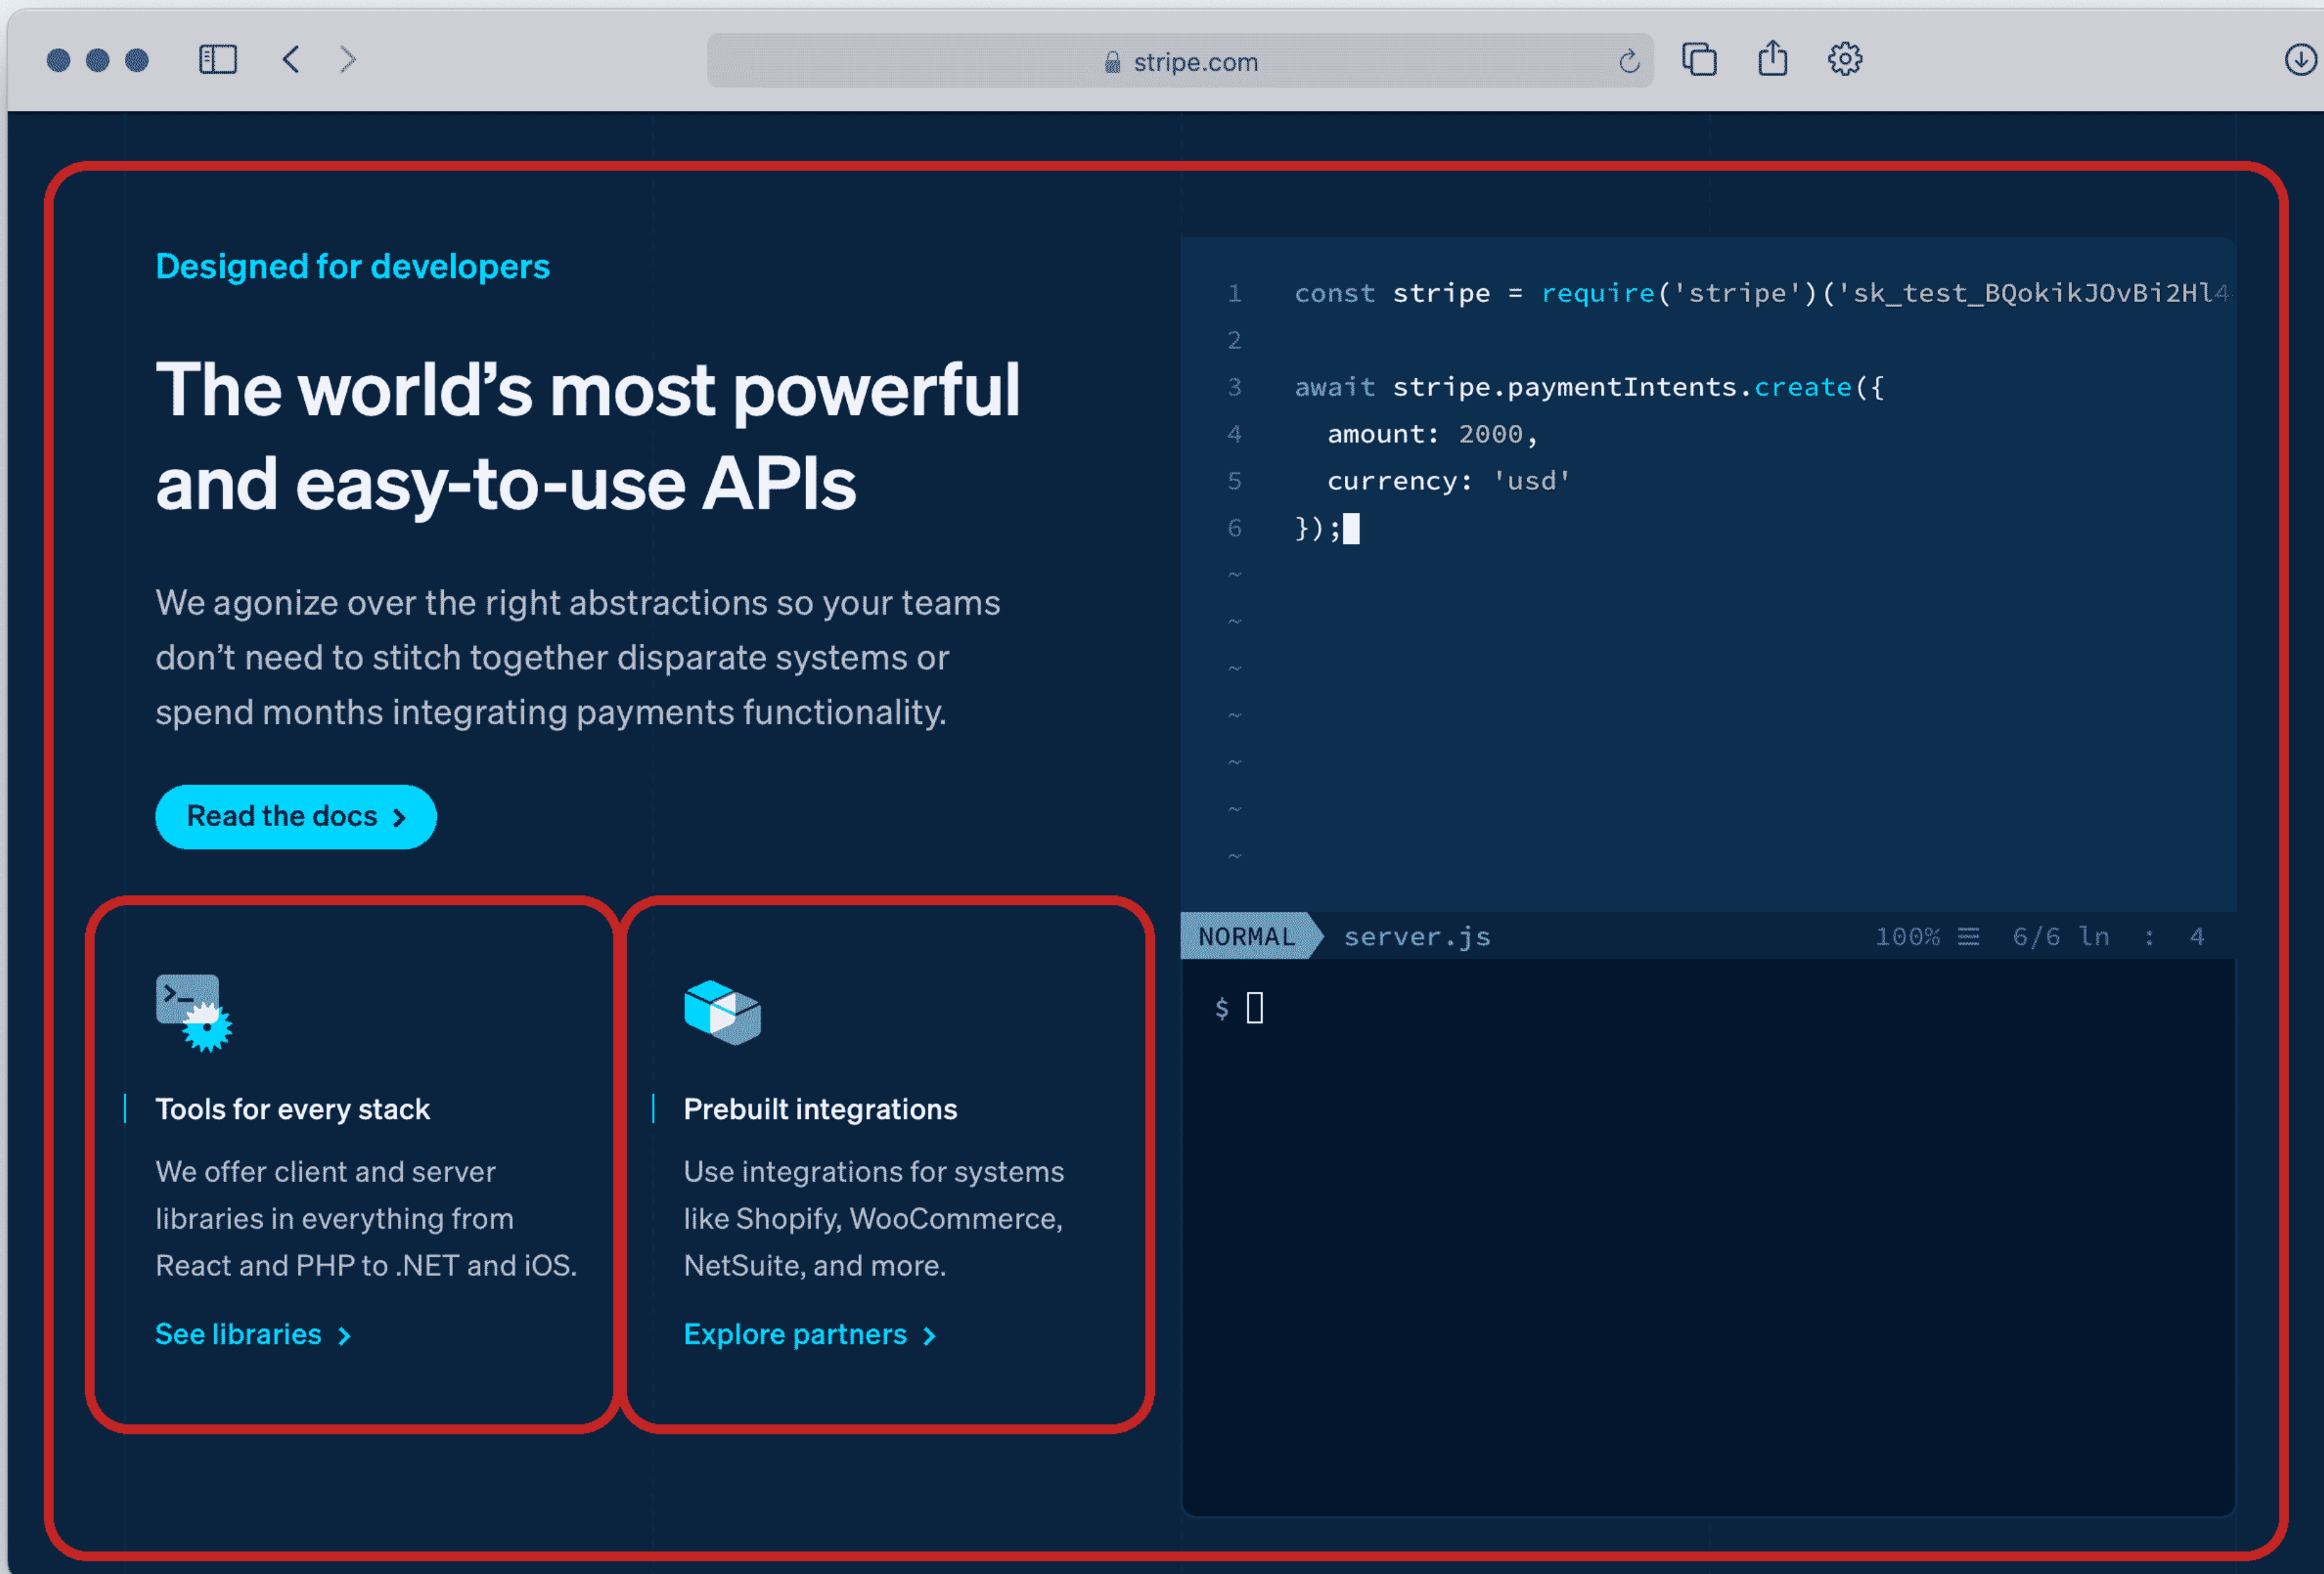 stripe.com
Designed for developers
The world’s most powerful
and easy-to-use APIs
We agonize over the right abstractions so your teams
don’t need to stitch together disparate systems or
spend months integrating payments functionality.
Read the docs
>_
Tools for every stack
We offer client and server
libraries in everything from
React and PHP to .NET and iOS.
See libraries
Prebuilt integrations
Use integrations for systems
like Shopify, WooCommerce,
NetSuite, and more.
Explore partners
1 const stripe = require('stripe')('sk_test_BQokikJOvBi2Hl4
2
3 await stripe.paymentIntents.create({
4 amount: 2000,
5 currency: 'usd'
6 });
~
~
~
~
~
~
~
NORMAL server.js 100% ☰ 6/6 ln : 4
$